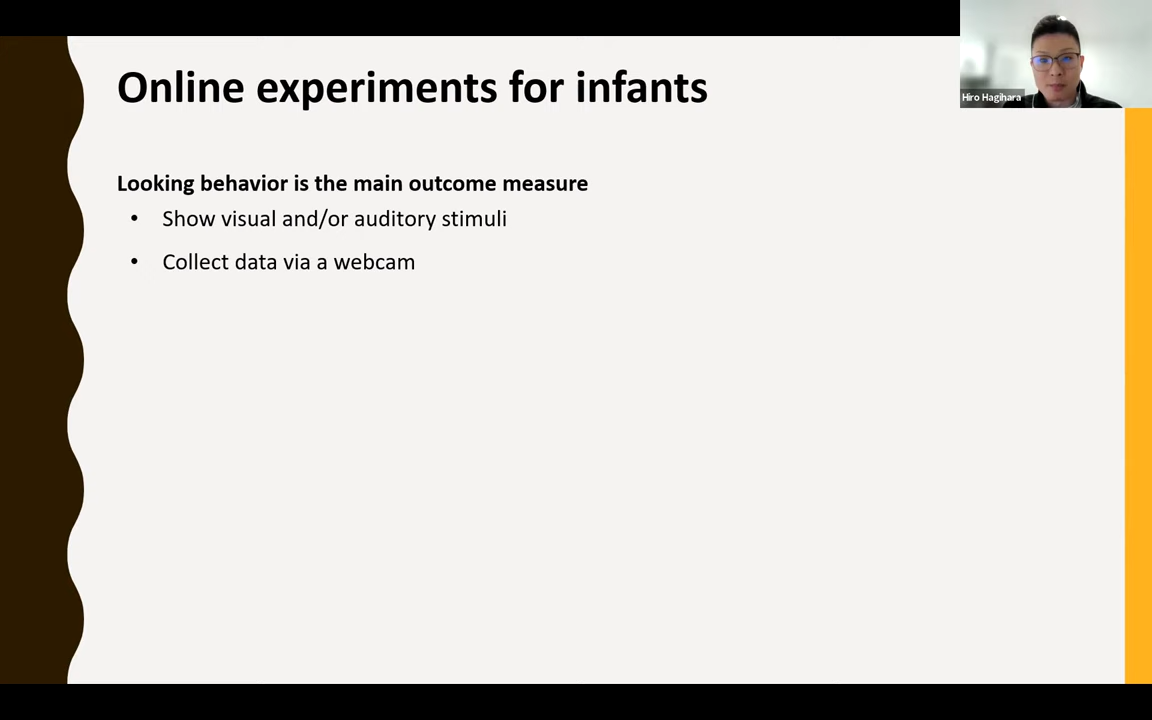 Online experiments for infants
Hiro Hagihara
Looking behavior is the main outcome measure
• Show visual and/or auditory stimuli
• Collect data via a webcam